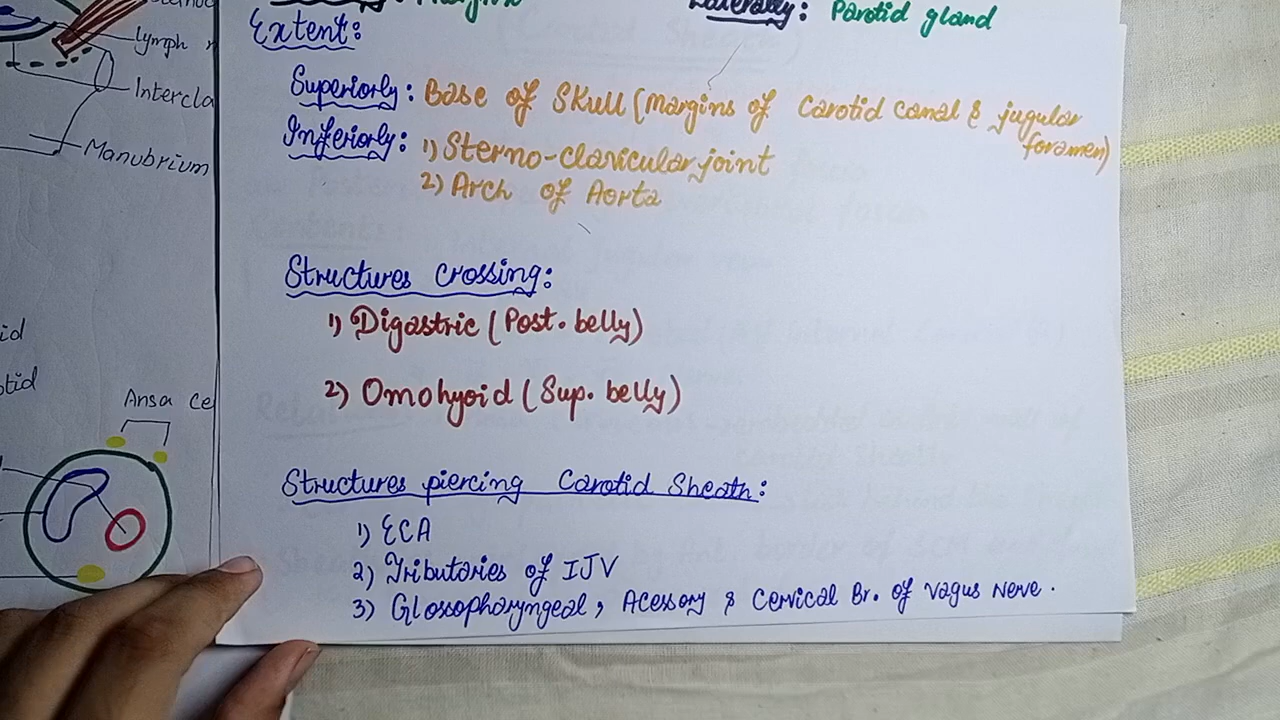 Laterally: Parotid gland
Extent:
Superiorly: Base of Skull (Margins of Carotid Canal & jugular
foramen)
Inferiorly: 1) Sterno-clavicular joint
2) Arch of Aorta
Structures Crossing:
1) Digastric (Post. belly)
2) Omohyoid (Sup. belly)
Structures piercing Carotid Sheath:
1) ECA
2) Tributaries of IJV
3) Glossopharyngeal, Acessory & Cervical Br. of Vagus Nerve.
lymph
Intercla
Manubrium
Ansa Ce